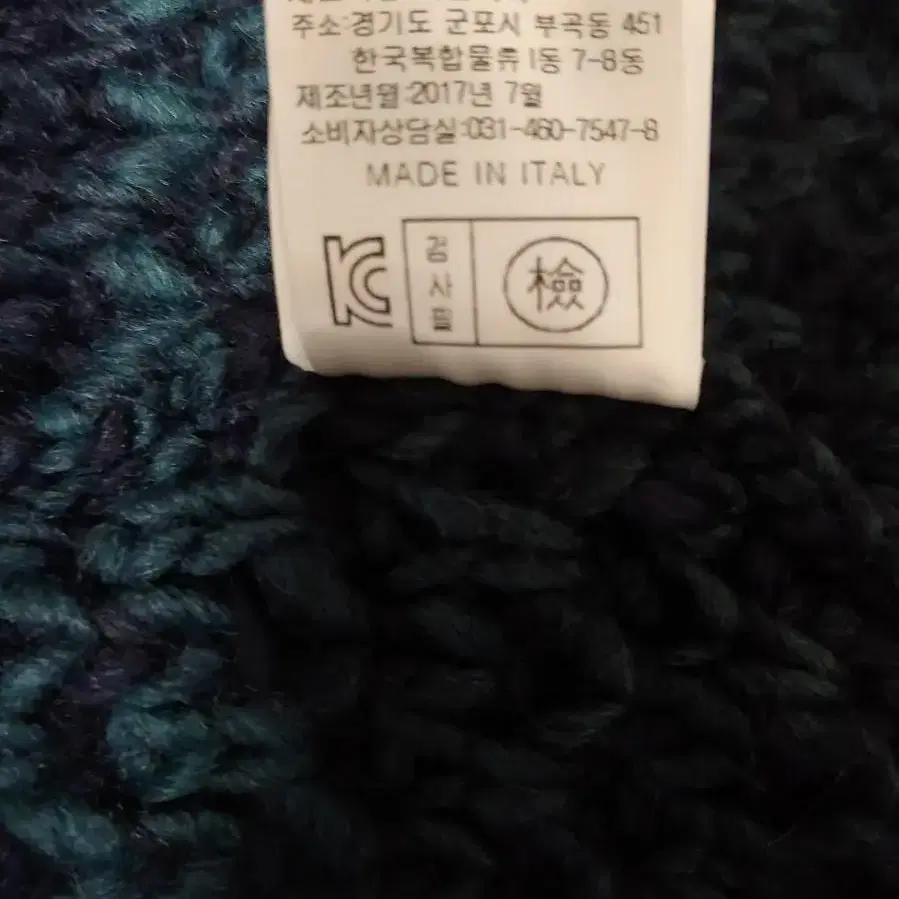 주소:경기도 군포시 부곡동 451
한국복합물류 I동 7-8동
제조년월:2017년 7월
소비자상담실:031-460-7547-8
MADE IN ITALY
KC
검사필
檢